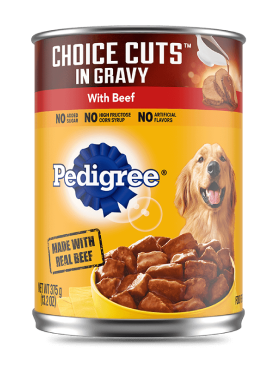 CHOICE CUTS™
IN GRAVY
With Beef
NO ADDED SUGAR NO HIGH FRUCTOSE CORN SYRUP NO ARTIFICIAL FLAVORS
Pedigree®
MADE WITH
REAL BEEF
NET WT 375 g
(13.2 OZ)